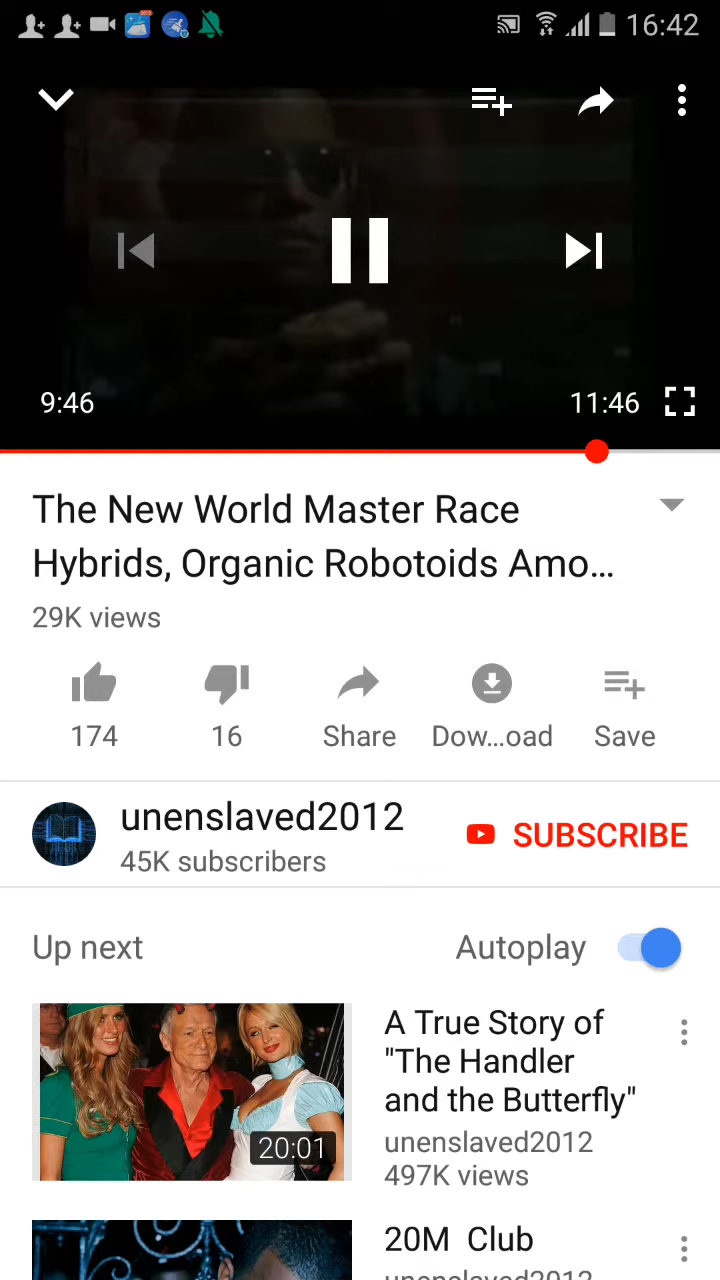 16:42
9:46
11:46
The New World Master Race
Hybrids, Organic Robotoids Amo...
29K views
174
16
Share
Dow...oad
Save
unenslaved2012
45K subscribers
SUBSCRIBE
Up next
Autoplay
20:01
A True Story of
"The Handler
and the Butterfly"
unenslaved2012
497K views
20M Club
unenslaved2012